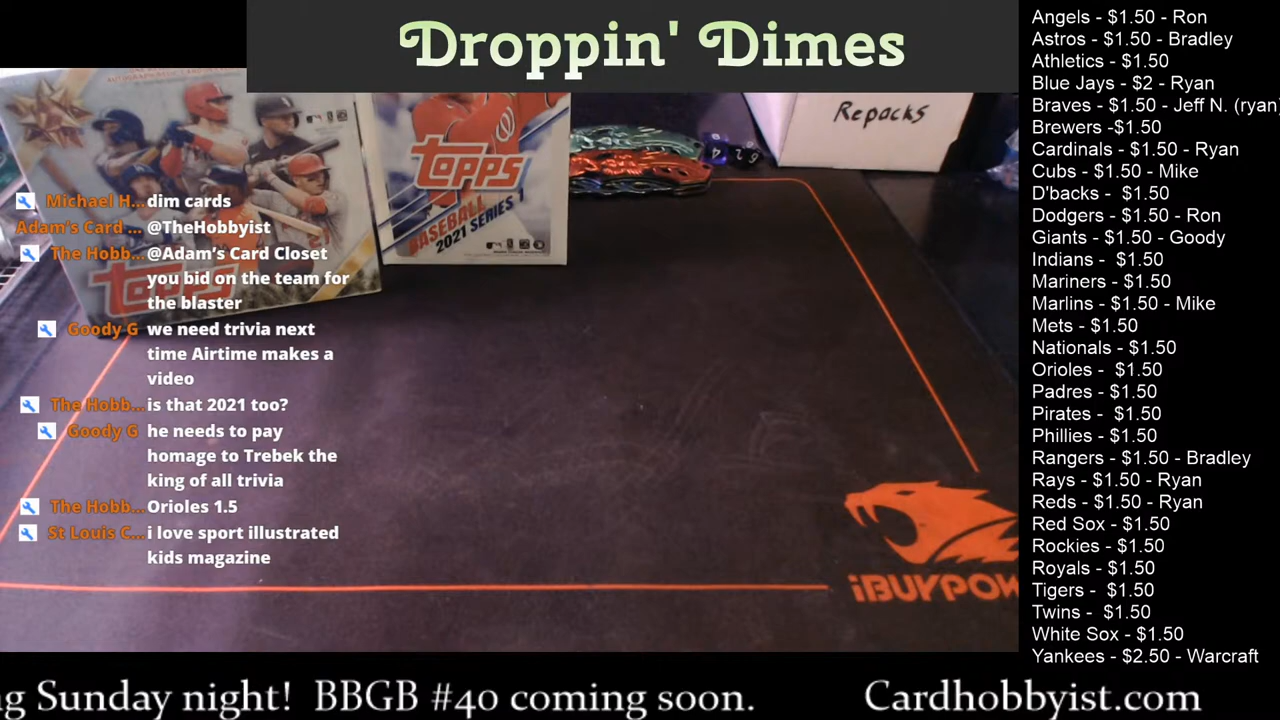 Droppin' Dimes
Repacks
TOPPS
BASEBALL
2021 SERIES 1
TOPPS
Michael H... dim cards
Adam's Card ... @TheHobbyist
The Hobb... @Adam's Card Closet
you bid on the team for
the blaster
Goody G we need trivia next
time Airtime makes a
video
The Hobb... is that 2021 too?
Goody G he needs to pay
homage to Trebek the
king of all trivia
The Hobb... Orioles 1.5
St Louis C... i love sport illustrated
kids magazine
iBUYPOW
Angels - $1.50 - Ron
Astros - $1.50 - Bradley
Athletics - $1.50
Blue Jays - $2 - Ryan
Braves - $1.50 - Jeff N. (ryan
Brewers -$1.50
Cardinals - $1.50 - Ryan
Cubs - $1.50 - Mike
D'backs - $1.50
Dodgers - $1.50 - Ron
Giants - $1.50 - Goody
Indians - $1.50
Mariners - $1.50
Marlins - $1.50 - Mike
Mets - $1.50
Nationals - $1.50
Orioles - $1.50
Padres - $1.50
Pirates - $1.50
Phillies - $1.50
Rangers - $1.50 - Bradley
Rays - $1.50 - Ryan
Reds - $1.50 - Ryan
Red Sox - $1.50
Rockies - $1.50
Royals - $1.50
Tigers - $1.50
Twins - $1.50
White Sox - $1.50
Yankees - $2.50 - Warcraft
g Sunday night! BBGB #40 coming soon. Cardhobbyist.com